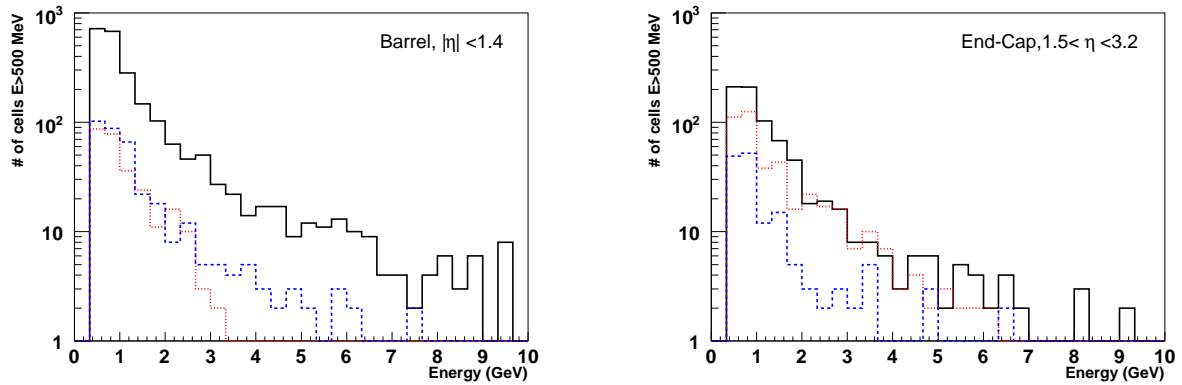 # of cells E>500 MeV
10³
10²
10
1
Barrel, |η| <1.4
0 1 2 3 4 5 6 7 8 9 10
Energy (GeV)
# of cells E>500 MeV
10³
10²
10
1
End-Cap,1.5< η <3.2
0 1 2 3 4 5 6 7 8 9 10
Energy (GeV)